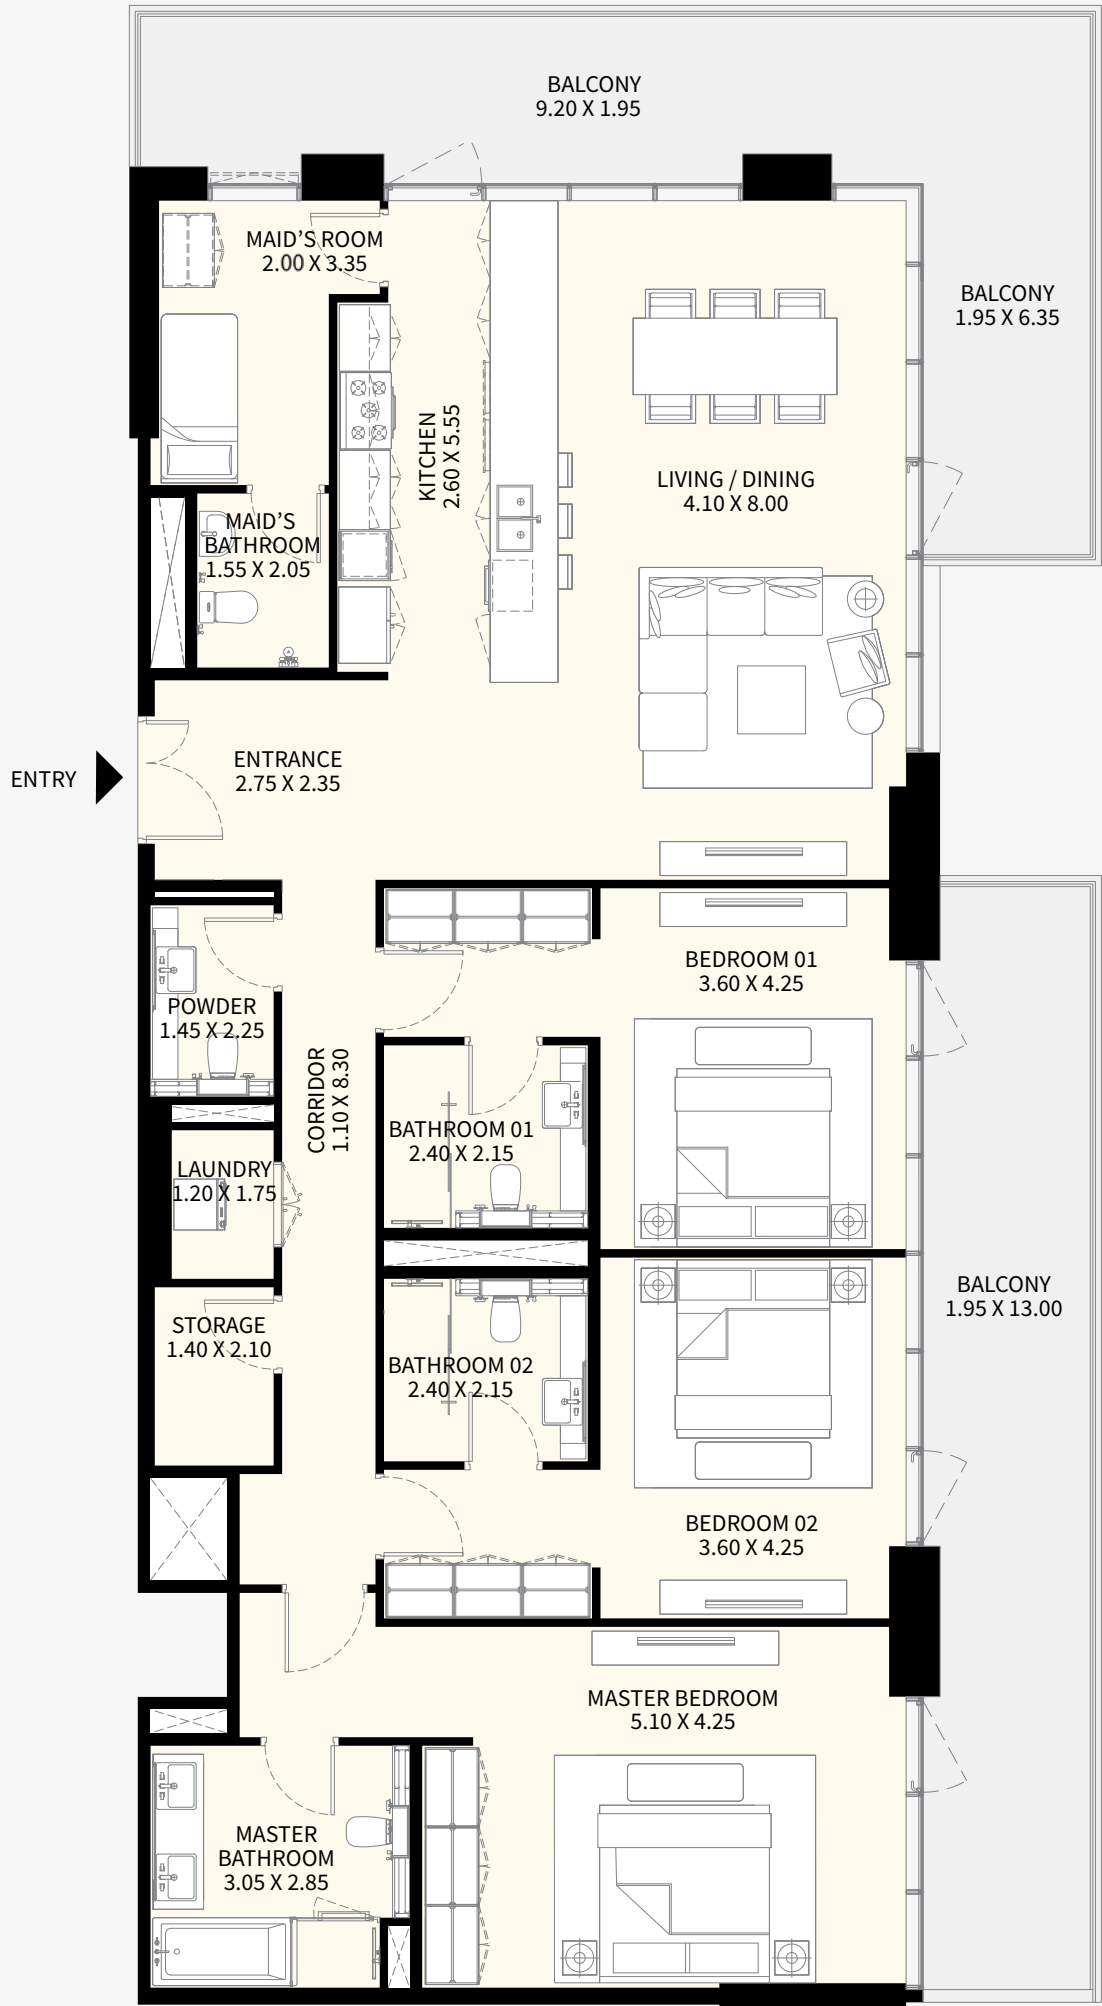 BALCONY
9.20 X 1.95
MAID’S ROOM
2.00 X 3.35
BALCONY
1.95 X 6.35
KITCHEN
2.60 X 5.55
LIVING / DINING
4.10 X 8.00
MAID’S
BATHROOM
1.55 X 2.05
ENTRY
ENTRANCE
2.75 X 2.35
BEDROOM 01
3.60 X 4.25
POWDER
1.45 X 2.25
CORRIDOR
1.10 X 8.30
BATHROOM 01
2.40 X 2.15
LAUNDRY
1.20 X 1.75
BALCONY
1.95 X 13.00
STORAGE
1.40 X 2.10
BATHROOM 02
2.40 X 2.15
BEDROOM 02
3.60 X 4.25
MASTER BEDROOM
5.10 X 4.25
MASTER
BATHROOM
3.05 X 2.85